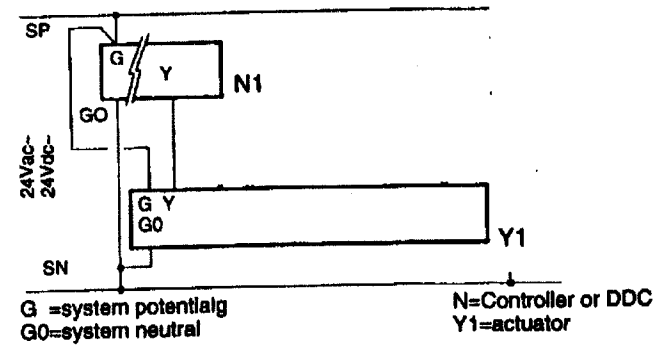 SP
G
Y
N1
GO
24Vac~
24Vdc~
G Y
G0
Y1
SN
G =system potentialg
G0=system neutral
N=Controller or DDC
Y1=actuator